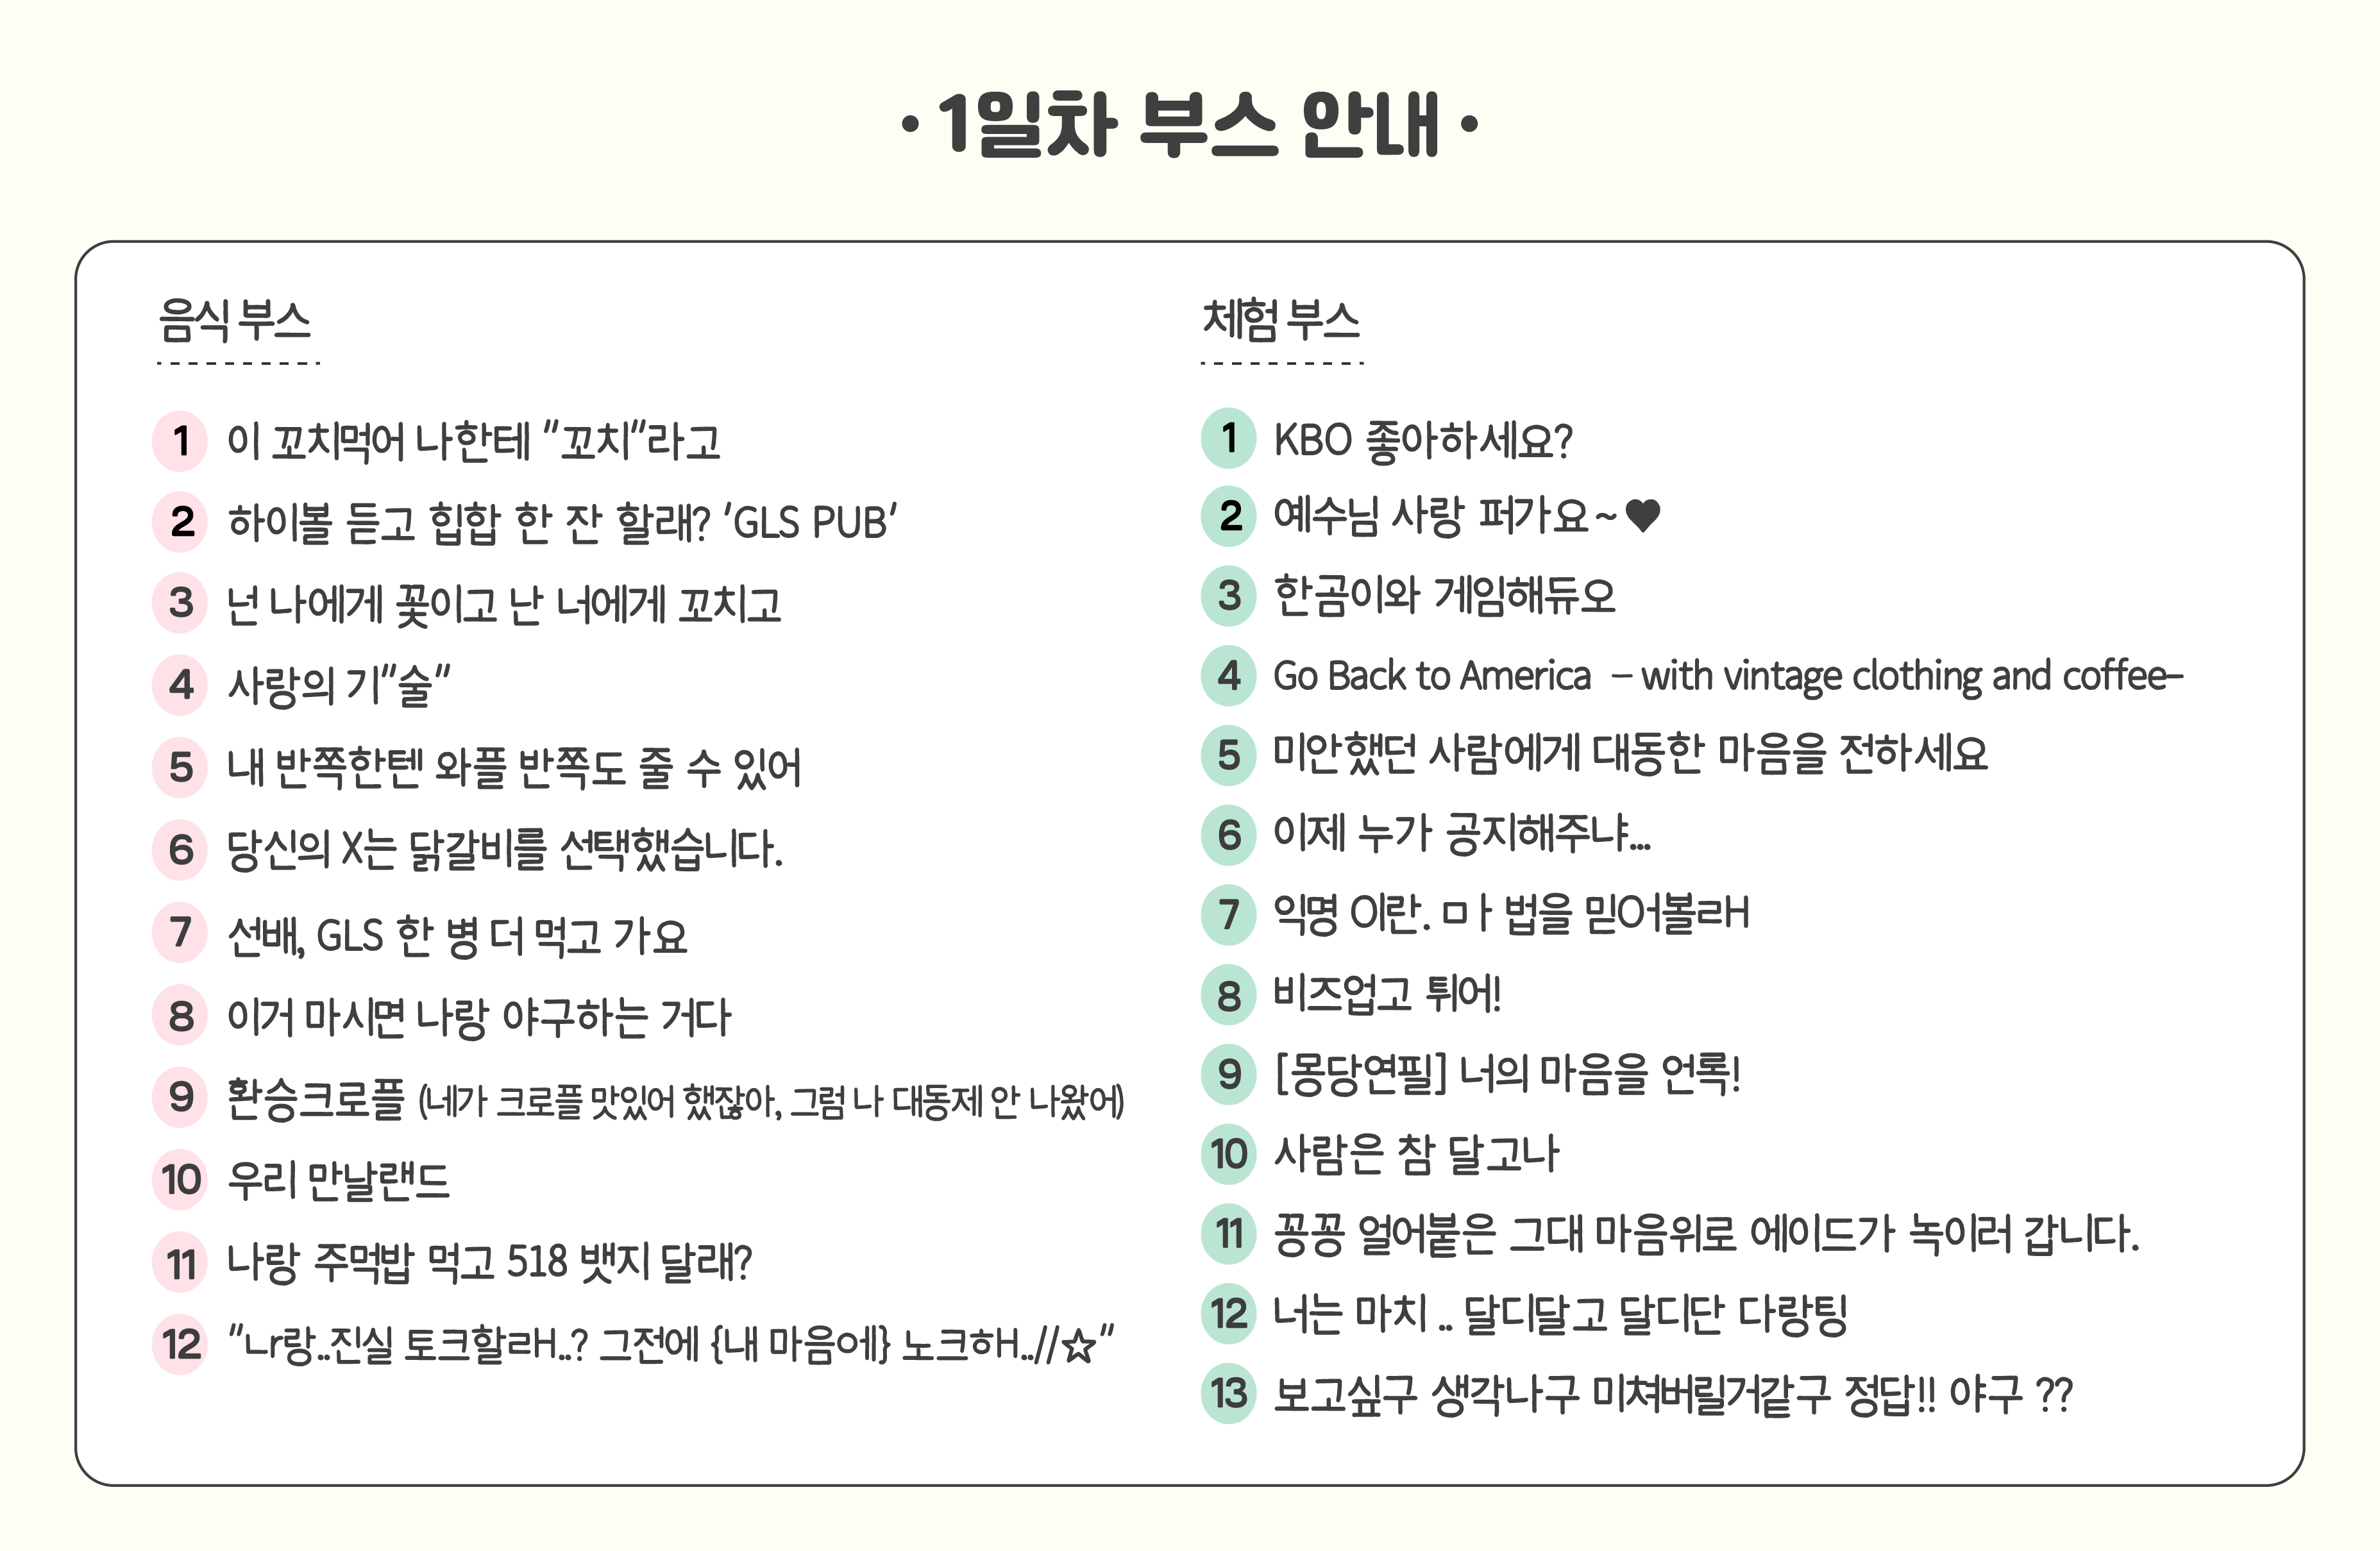 • 1일차 부스 안내 •
음식 부스
1 이 꼬치먹어 나한테 "꼬치"라고
2 하이볼 듣고 힙합 한 잔 할래? 'GLS PUB'
3 넌 나에게 꽃이고 난 너에게 꼬치고
4 사랑의 기"술"
5 내 반쪽한텐 와플 반쪽도 줄 수 있어
6 당신의 X는 닭갈비를 선택했습니다.
7 선배, GLS 한 병 더 먹고 가요
8 이거 마시면 나랑 야구하는 거다
9 환승크로플 (네가 크로플 맛있어 했잖아, 그럼 나 대동제 안 나왔어)
10 우리 만날랜드
11 나랑 주먹밥 먹고 518 뱃지 달래?
12 "ㄴr랑..진실 토크할ㄹH..? 그전에 {내 마음에} 노크ㅎH..//☆"
체험 부스
1 KBO 좋아하세요?
2 예수님 사랑 퍼가요~♥
3 한곰이와 게임해듀오
4 Go Back to America – with vintage clothing and coffee–
5 미안했던 사람에게 대동한 마음을 전하세요
6 이제 누가 공지해주냐...
7 익명 OI란. ㅁㅏ 법을 믿어볼ㄹH
8 비즈업고 튀어!
9 [몽당연필] 너의 마음을 언록!
10 사람은 참 달고나
11 꽁꽁 얼어붙은 그대 마음위로 에이드가 녹이러 갑니다.
12 너는 마치 .. 달디달고 달디단 다랑팅
13 보고싶구 생각나구 미쳐버릴거같구 정답!! 야구 ??